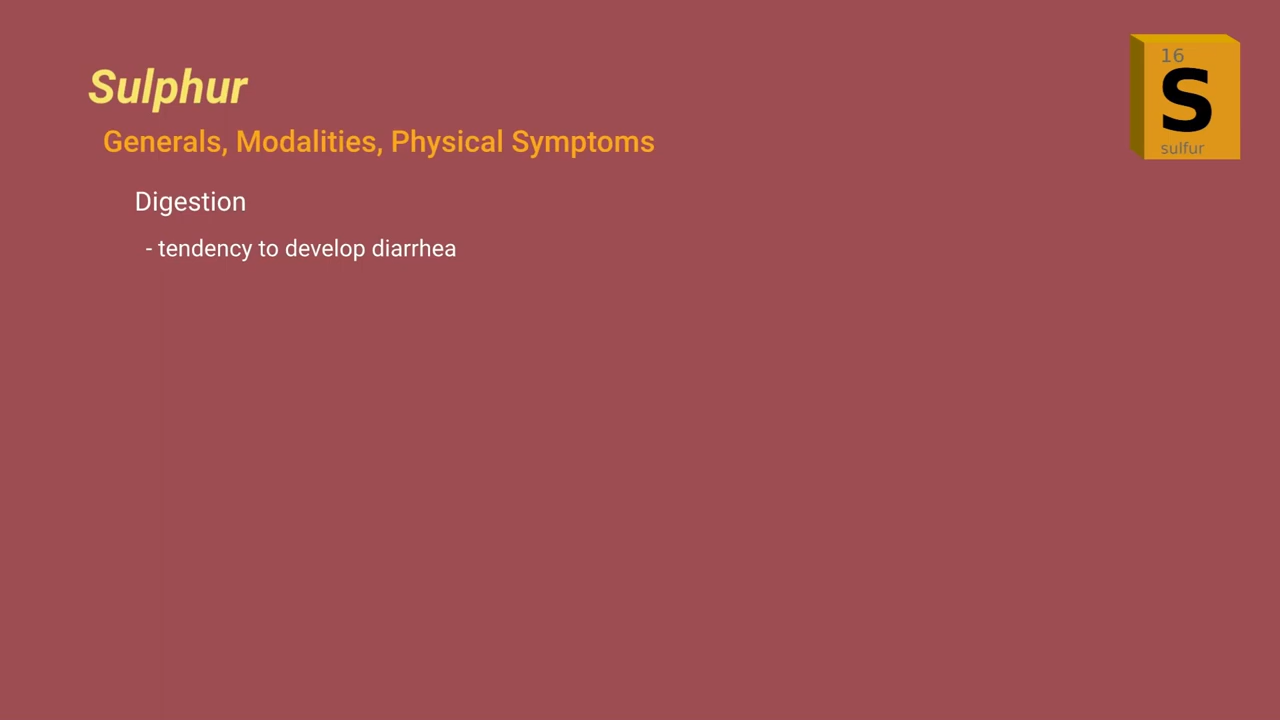 Sulphur
Generals, Modalities, Physical Symptoms
Digestion
- tendency to develop diarrhea
16
S
sulfur